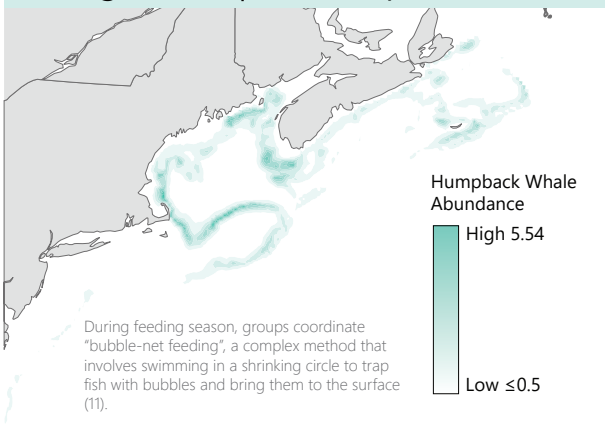 Humpback Whale
Abundance
High 5.54
Low ≤0.5
During feeding season, groups coordinate
"bubble-net feeding", a complex method that
involves swimming in a shrinking circle to trap
fish with bubbles and bring them to the surface
(11).